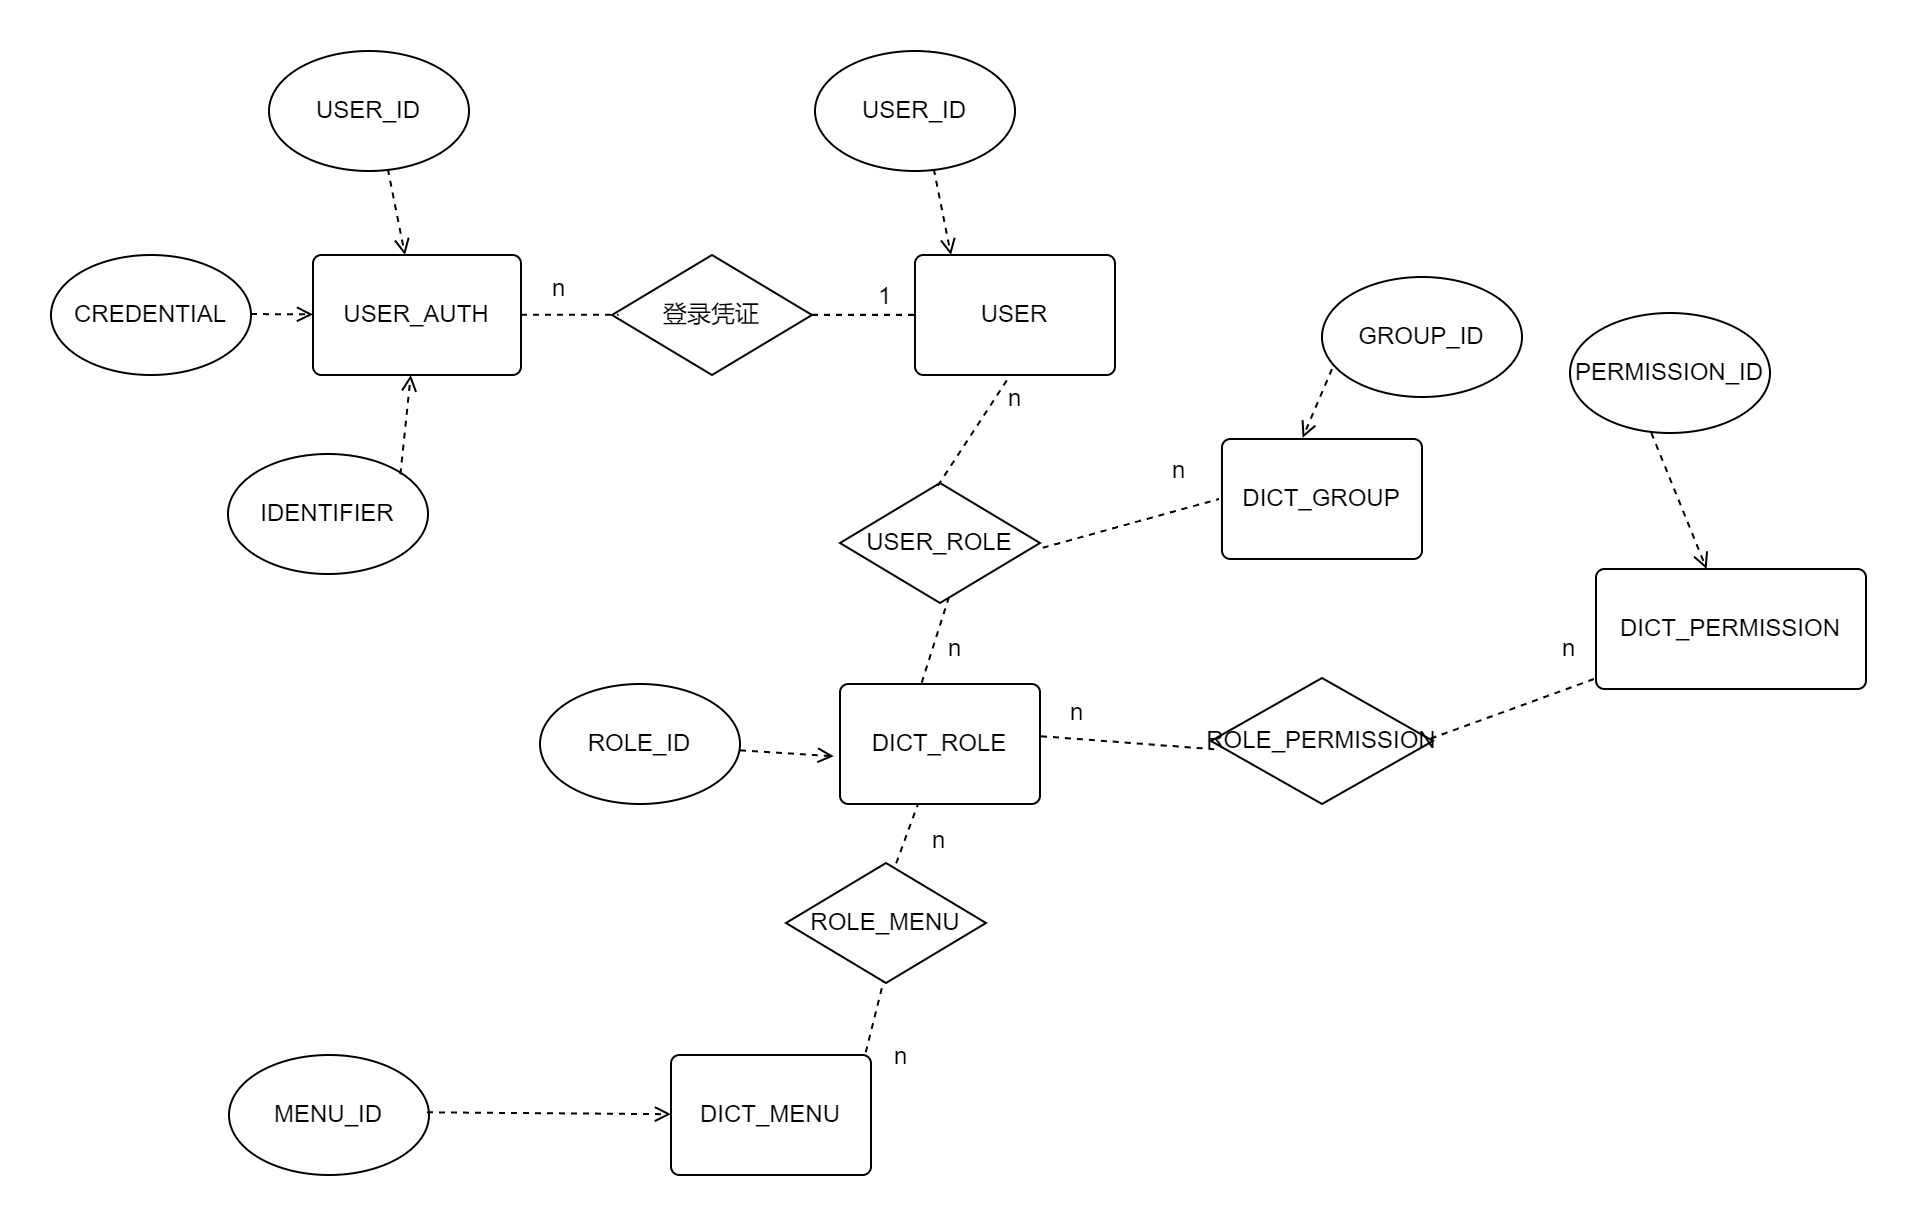 USER_ID
USER_ID
CREDENTIAL
USER_AUTH
n
登录凭证
1
USER
GROUP_ID
PERMISSION_ID
n
n
DICT_GROUP
IDENTIFIER
USER_ROLE
DICT_PERMISSION
n
n
ROLE_ID
DICT_ROLE
n
ROLE_PERMISSION
n
ROLE_MENU
n
MENU_ID
DICT_MENU